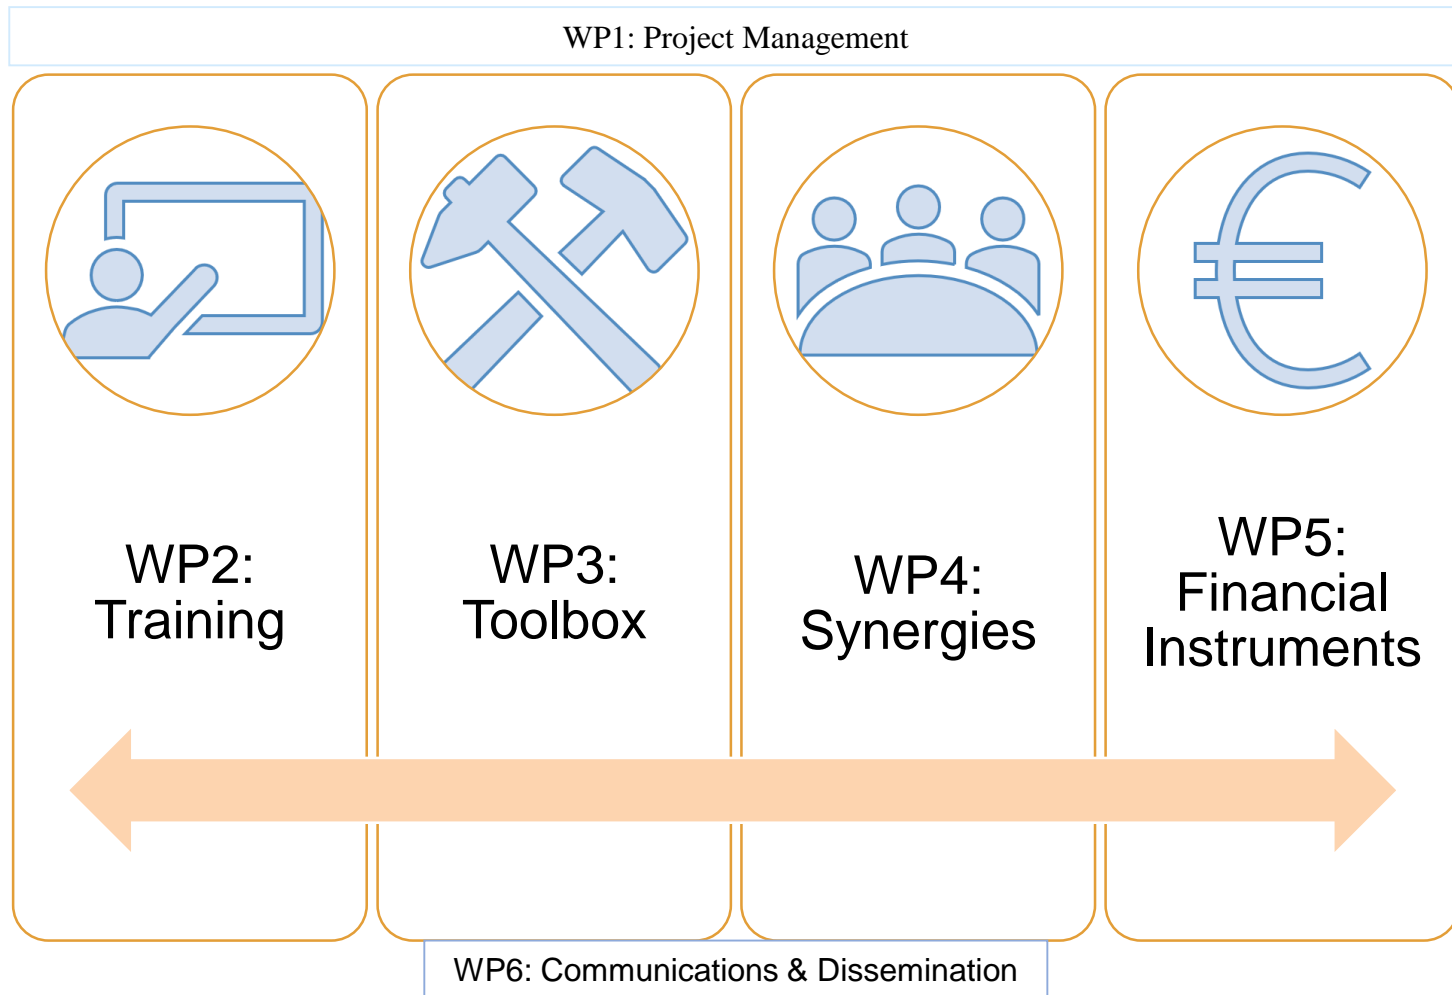 WP1: Project Management
WP2:
Training
WP3:
Toolbox
WP4:
Synergies
WP5:
Financial
Instruments
WP6: Communications & Dissemination